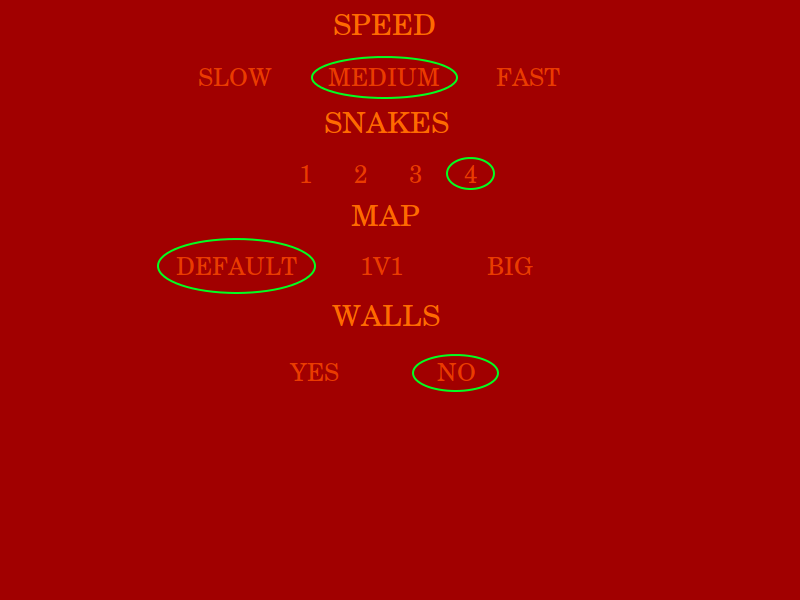 SPEED
SLOW MEDIUM FAST
SNAKES
1 2 3 4
MAP
DEFAULT 1V1 BIG
WALLS
YES NO